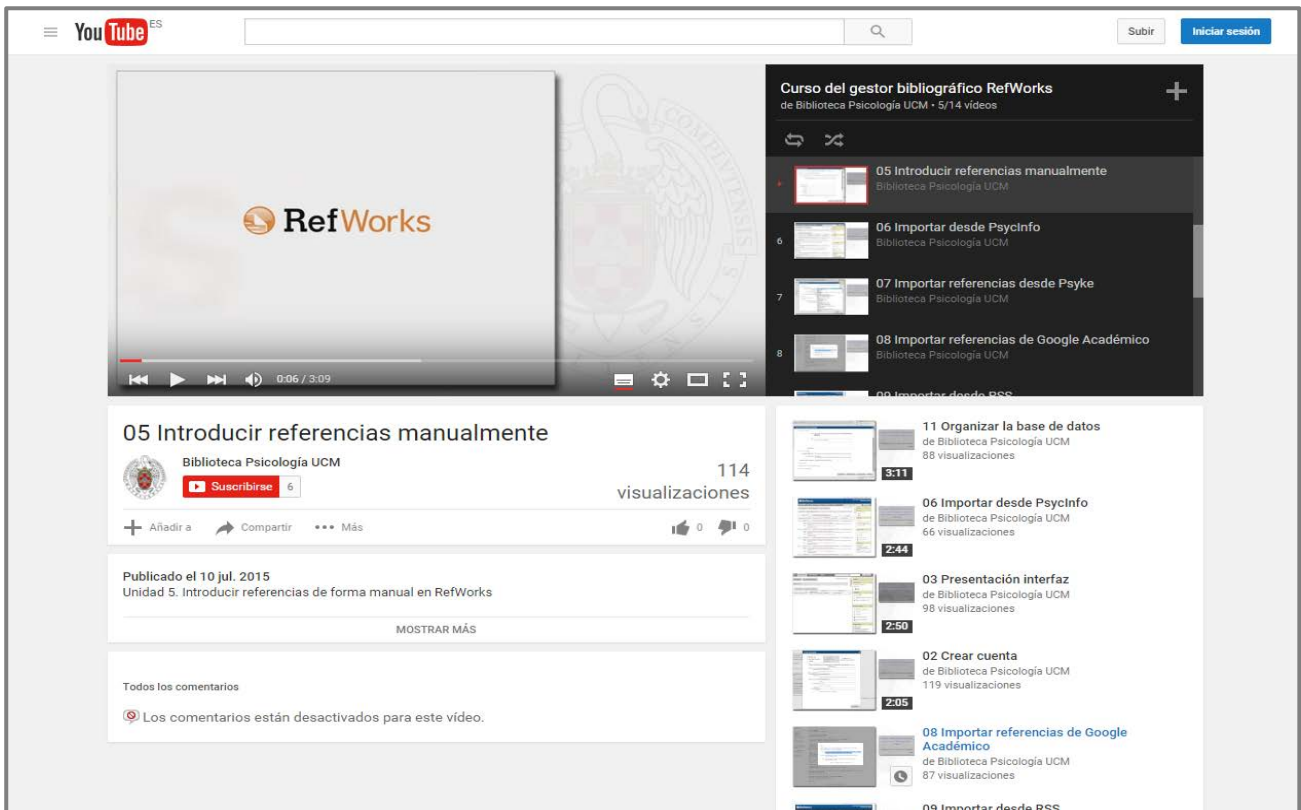 YouTube ES
Subir
Iniciar sesión
RefWorks
0:06 / 3:09
Curso del gestor bibliográfico RefWorks
de Biblioteca Psicología UCM • 5/14 vídeos
05 Introducir referencias manualmente
Biblioteca Psicología UCM
6
06 Importar desde PsycInfo
Biblioteca Psicología UCM
7
07 Importar referencias desde Psyke
Biblioteca Psicología UCM
8
08 Importar referencias de Google Académico
Biblioteca Psicología UCM
09 Importar desde RSS
05 Introducir referencias manualmente
Biblioteca Psicología UCM
Suscribirse 6
114
visualizaciones
Añadir a Compartir Más
0 0
Publicado el 10 jul. 2015
Unidad 5. Introducir referencias de forma manual en RefWorks
MOSTRAR MÁS
Todos los comentarios
Los comentarios están desactivados para este vídeo.
11 Organizar la base de datos
de Biblioteca Psicología UCM
88 visualizaciones
3:11
06 Importar desde PsycInfo
de Biblioteca Psicología UCM
66 visualizaciones
2:44
03 Presentación interfaz
de Biblioteca Psicología UCM
98 visualizaciones
2:50
02 Crear cuenta
de Biblioteca Psicología UCM
119 visualizaciones
2:05
08 Importar referencias de Google
Académico
de Biblioteca Psicología UCM
87 visualizaciones
09 Importar desde RSS